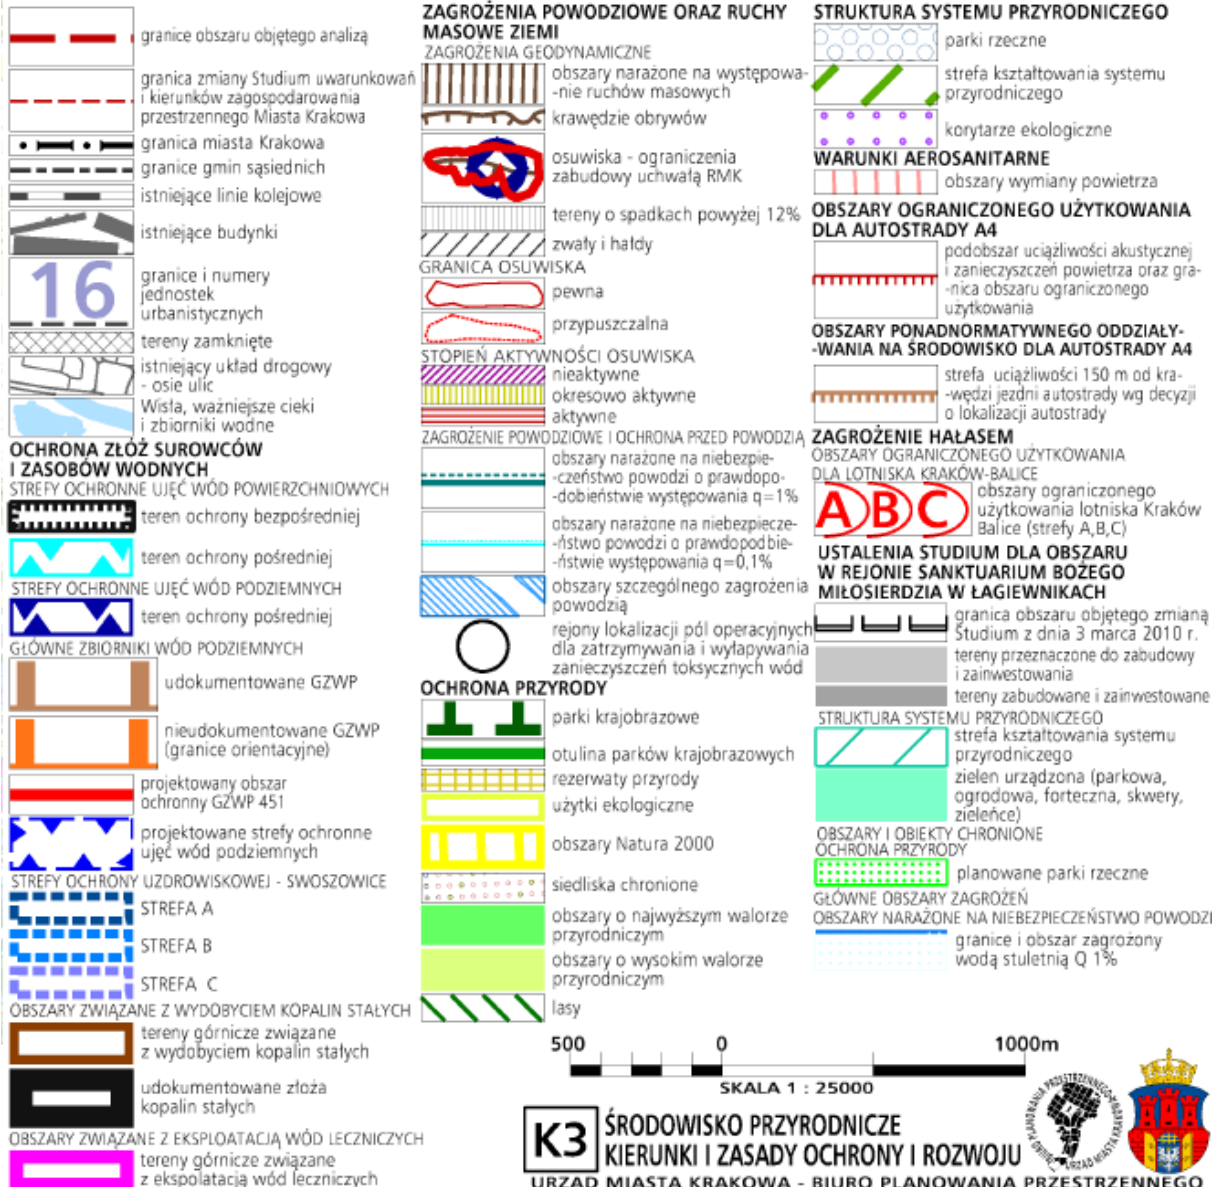 granice obszaru objętego analizą
granica zmiany Studium uwarunkowań
i kierunków zagospodarowania
przestrzennego Miasta Krakowa
granica miasta Krakowa
granice gmin sąsiednich
istniejące linie kolejowe
istniejące budynki
16
granice i numery
jednostek
urbanistycznych
tereny zamknięte
istniejący układ drogowy
- osie ulic
Wisła, ważniejsze cieki
i zbiorniki wodne
OCHRONA ZŁÓŻ SUROWCÓW
I ZASOBÓW WODNYCH
STREFY OCHRONNE UJĘĆ WÓD POWIERZCHNIOWYCH
teren ochrony bezpośredniej
teren ochrony pośredniej
STREFY OCHRONNE UJĘĆ WÓD PODZIEMNYCH
teren ochrony pośredniej
GŁÓWNE ZBIORNIKI WÓD PODZIEMNYCH
udokumentowane GZWP
nieudokumentowane GZWP
(granice orientacyjne)
projektowany obszar
ochronny GZWP 451
projektowane strefy ochronne
ujęć wód podziemnych
STREFY OCHRONY UZDROWISKOWEJ - SWOSZOWICE
STREFA A
STREFA B
STREFA C
OBSZARY ZWIĄZANE Z WYDOBYCIEM KOPALIN STAŁYCH
tereny górnicze związane
z wydobyciem kopalin stałych
udokumentowane złoża
kopalin stałych
OBSZARY ZWIĄZANE Z EKSPLOATACJĄ WÓD LECZNICZYCH
tereny górnicze związane
z ekspolatacją wód leczniczych
ZAGROŻENIA POWODZIOWE ORAZ RUCHY
MASOWE ZIEMI
ZAGROŻENIA GEODYNAMICZNE
obszary narażone na występowa-
-nie ruchów masowych
krawędzie obrywów
osuwiska - ograniczenia
zabudowy uchwałą RMK
tereny o spadkach powyżej 12%
zwały i hałdy
GRANICA OSUWISKA
pewna
przypuszczalna
STOPIEŃ AKTYWNOŚCI OSUWISKA
nieaktywne
okresowo aktywne
aktywne
ZAGROŻENIE POWODZIOWE I OCHRONA PRZED POWODZIĄ
obszary narażone na niebezpie-
-czeństwo powodzi o prawdopo-
-dobieństwie występowania q=1%
obszary narażone na niebezpiecze-
-ństwo powodzi o prawdopodbie-
-ństwie występowania q=0,1%
obszary szczególnego zagrożenia
powodzią
rejony lokalizacji pól operacyjnych
dla zatrzymywania i wyłapywania
zanieczyszczeń toksycznych wód
OCHRONA PRZYRODY
parki krajobrazowe
otulina parków krajobrazowych
rezerwaty przyrody
użytki ekologiczne
obszary Natura 2000
siedliska chronione
obszary o najwyższym walorze
przyrodniczym
obszary o wysokim walorze
przyrodniczym
lasy
STRUKTURA SYSTEMU PRZYRODNICZEGO
parki rzeczne
strefa kształtowania systemu
przyrodniczego
korytarze ekologiczne
WARUNKI AEROSANITARNE
obszary wymiany powietrza
OBSZARY OGRANICZONEGO UŻYTKOWANIA
DLA AUTOSTRADY A4
podobszar uciążliwości akustycznej
i zanieczyszczeń powietrza oraz gra-
-nica obszaru ograniczonego
użytkowania
OBSZARY PONADNORMATYWNEGO ODDZIAŁY-
-WANIA NA ŚRODOWISKO DLA AUTOSTRADY A4
strefa uciążliwości 150 m od kra-
-wędzi jezdni autostrady wg decyzji
o lokalizacji autostrady
ZAGROŻENIE HAŁASEM
OBSZARY OGRANICZONEGO UŻYTKOWANIA
DLA LOTNISKA KRAKÓW-BALICE
A B C
obszary ograniczonego
użytkowania lotniska Kraków
Balice (strefy A,B,C)
USTALENIA STUDIUM DLA OBSZARU
W REJONIE SANKTUARIUM BOŻEGO
MIŁOSIERDZIA W ŁAGIEWNIKACH
granica obszaru objętego zmianą
Studium z dnia 3 marca 2010 r.
tereny przeznaczone do zabudowy
i zainwestowania
tereny zabudowane i zainwestowane
STRUKTURA SYSTEMU PRZYRODNICZEGO
strefa kształtowania systemu
przyrodniczego
zielen urządzona (parkowa,
ogrodowa, forteczna, skwery,
zieleńce)
OBSZARY I OBIEKTY CHRONIONE
OCHRONA PRZYRODY
planowane parki rzeczne
GŁÓWNE OBSZARY ZAGROŻEŃ
OBSZARY NARAŻONE NA NIEBEZPIECZEŃSTWO POWODZI
granice i obszar zagrożony
wodą stuletnią Q 1%
500 0 1000m
SKALA 1 : 25000
K3
ŚRODOWISKO PRZYRODNICZE
KIERUNKI I ZASADY OCHRONY I ROZWOJU
URZĄD MIASTA KRAKOWA - BIURO PLANOWANIA PRZESTRZENNEGO